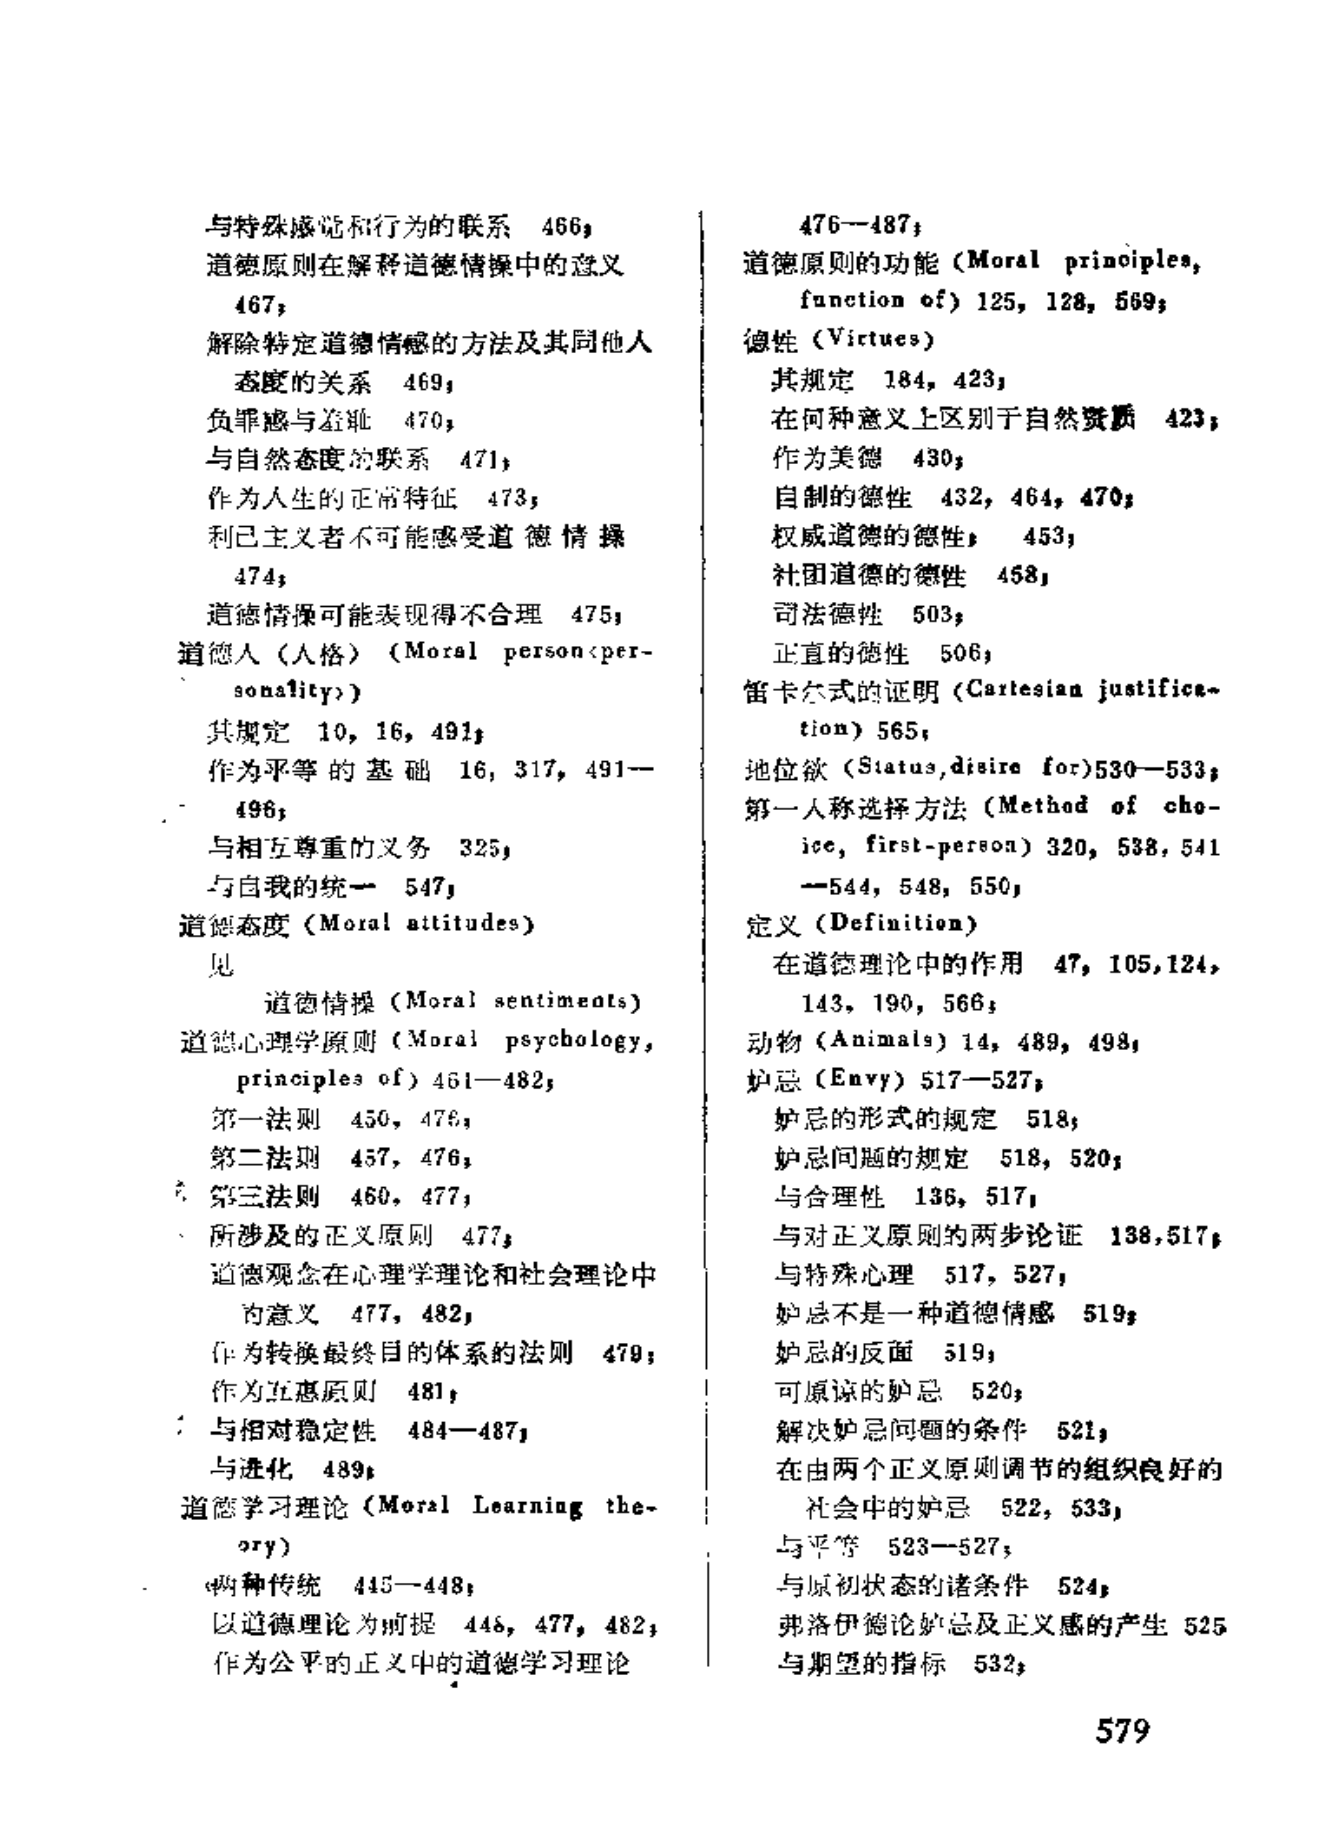 与特殊感觉和行为的联系 466;
道德原则在解释道德情操中的意义
467;
解除特定道德情感的方法及其同他人
态度的关系 469;
负罪感与羞耻 470;
与自然态度的联系 471;
作为人生的正常特征 473;
利己主义者不可能感受道德情操
474;
道德情操可能表现得不合理 475;
道德人（人格）（Moral person<per-
sonality>）
其规定 10, 16, 491;
作为平等的基础 16, 317, 491—
496;
与相互尊重的义务 325;
与自我的统一 547;
道德态度（Moral attitudes）
见
道德情操（Moral sentiments）
道德心理学原则（Moral psychology,
principles of）461—482;
第一法则 450, 476;
第二法则 457, 476;
第三法则 460, 477;
所涉及的正义原则 477;
道德观念在心理学理论和社会理论中
的意义 477, 482;
作为转换最终目的体系的法则 479;
作为互惠原则 481;
与相对稳定性 484—487;
与进化 489;
道德学习理论（Moral Learning the-
ory）
两种传统 445—448;
以道德理论为前提 446, 477, 482;
作为公平的正义中的道德学习理论
476—487;
道德原则的功能（Moral principles,
function of）125, 128, 569;
德性（Virtues）
其规定 184, 423;
在何种意义上区别于自然资质 423;
作为美德 430;
自制的德性 432, 464, 470;
权威道德的德性; 453;
社团道德的德性 458;
司法德性 503;
正直的德性 506;
笛卡尔式的证明（Cartesian justifica-
tion）565;
地位欲（Status,disire for)530—533;
第一人称选择方法（Method of cho-
ice, first-person）320, 538, 541
—544, 548, 550;
定义（Definition）
在道德理论中的作用 47, 105,124,
143, 190, 566;
动物（Animals）14, 489, 498;
妒忌（Envy）517—527;
妒忌的形式的规定 518;
妒忌问题的规定 518, 520;
与合理性 136, 517;
与对正义原则的两步论证 138,517;
与特殊心理 517, 527;
妒忌不是一种道德情感 519;
妒忌的反面 519;
可原谅的妒忌 520;
解决妒忌问题的条件 521;
在由两个正义原则调节的组织良好的
社会中的妒忌 522, 533;
与平等 523—527;
与原初状态的诸条件 524;
弗洛伊德论妒忌及正义感的产生 525
与期望的指标 532;
579